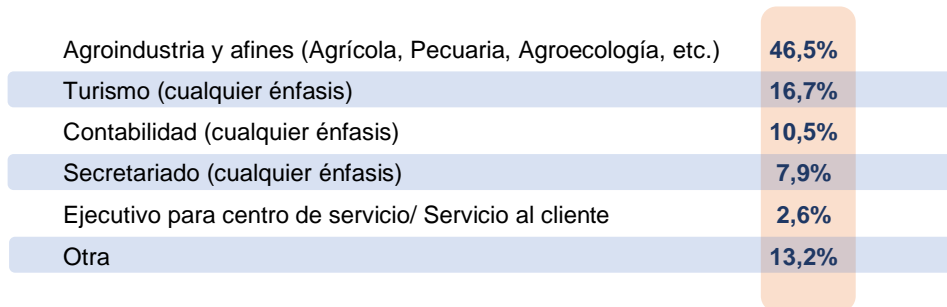 Agroindustria y afines (Agrícola, Pecuaria, Agroecología, etc.) 46,5%
Turismo (cualquier énfasis) 16,7%
Contabilidad (cualquier énfasis) 10,5%
Secretariado (cualquier énfasis) 7,9%
Ejecutivo para centro de servicio/ Servicio al cliente 2,6%
Otra 13,2%